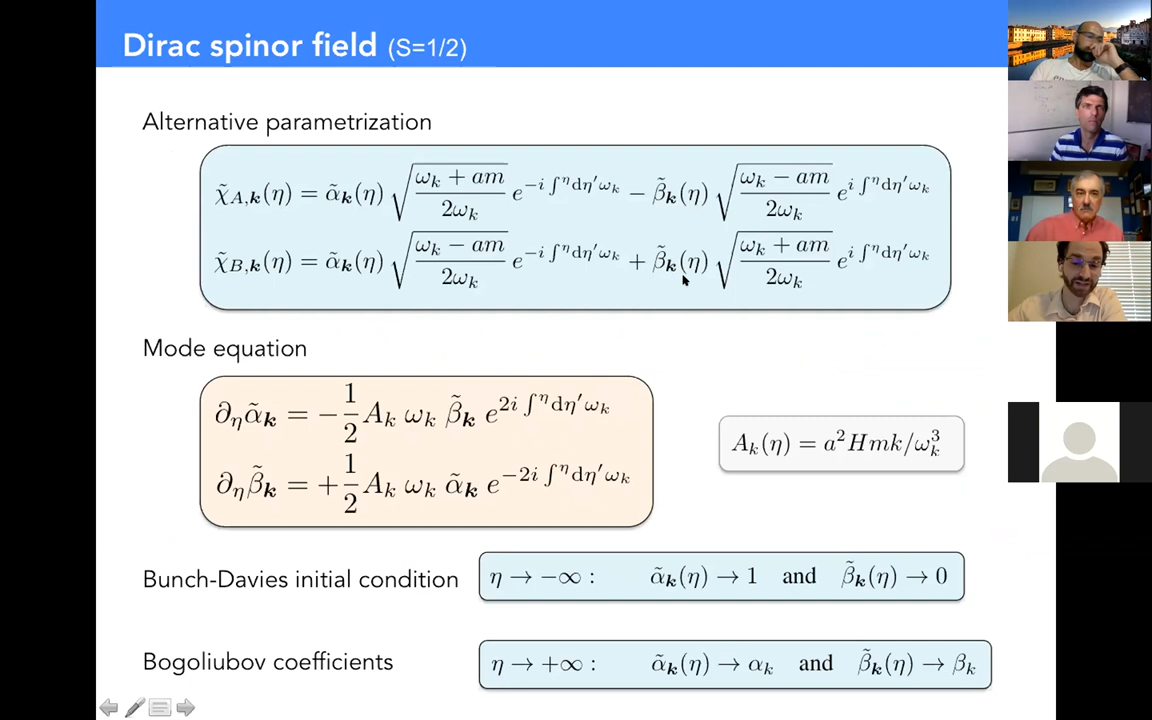 Dirac spinor field (S=1/2)
Alternative parametrization
χ̃_{A,𝒌}(η) = α̃_𝒌(η) √((ω_k + am)/(2ω_k)) e^{−i ∫^η dη′ω_k} − β̃_𝒌(η) √((ω_k − am)/(2ω_k)) e^{i ∫^η dη′ω_k}
χ̃_{B,𝒌}(η) = α̃_𝒌(η) √((ω_k − am)/(2ω_k)) e^{−i ∫^η dη′ω_k} + β̃_𝒌(η) √((ω_k + am)/(2ω_k)) e^{i ∫^η dη′ω_k}
Mode equation
∂_η α̃_𝒌 = −(1/2) A_k ω_k β̃_𝒌 e^{2i ∫^η dη′ω_k}
∂_η β̃_𝒌 = +(1/2) A_k ω_k α̃_𝒌 e^{−2i ∫^η dη′ω_k}
A_k(η) = a²Hmk/ω_k³
Bunch-Davies initial condition
η → −∞ : α̃_𝒌(η) → 1 and β̃_𝒌(η) → 0
Bogoliubov coefficients
η → +∞ : α̃_𝒌(η) → α_k and β̃_𝒌(η) → β_k